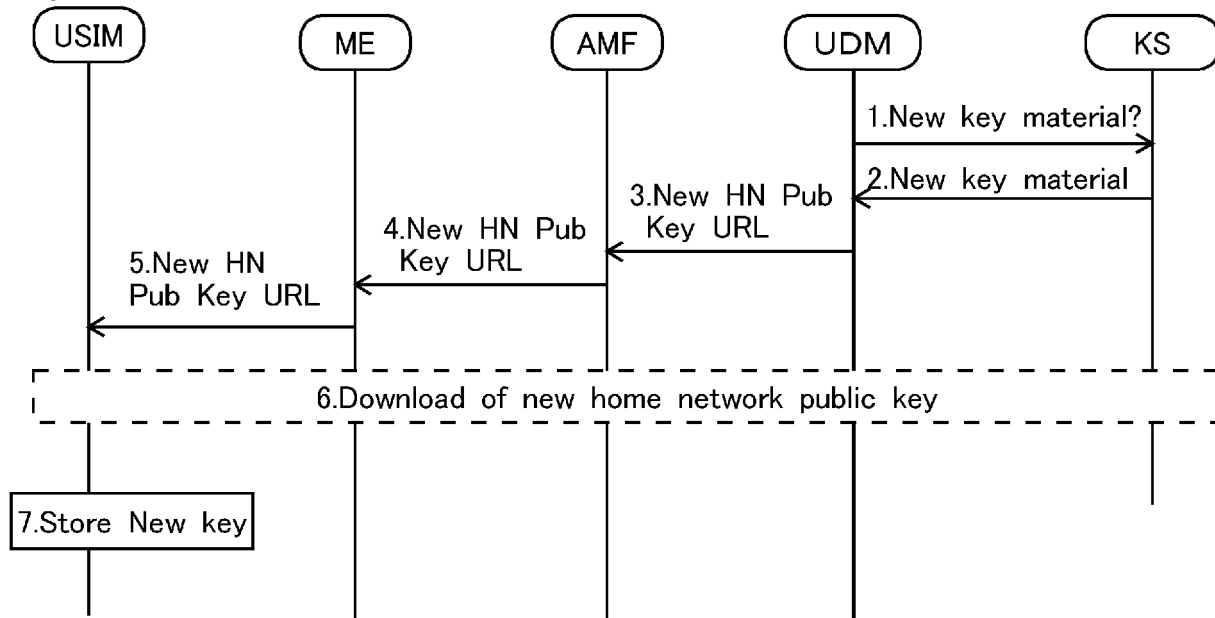 USIM
ME
AMF
UDM
KS
1.New key material?
2.New key material
3.New HN Pub
Key URL
4.New HN Pub
Key URL
5.New HN
Pub Key URL
6.Download of new home network public key
7.Store New key